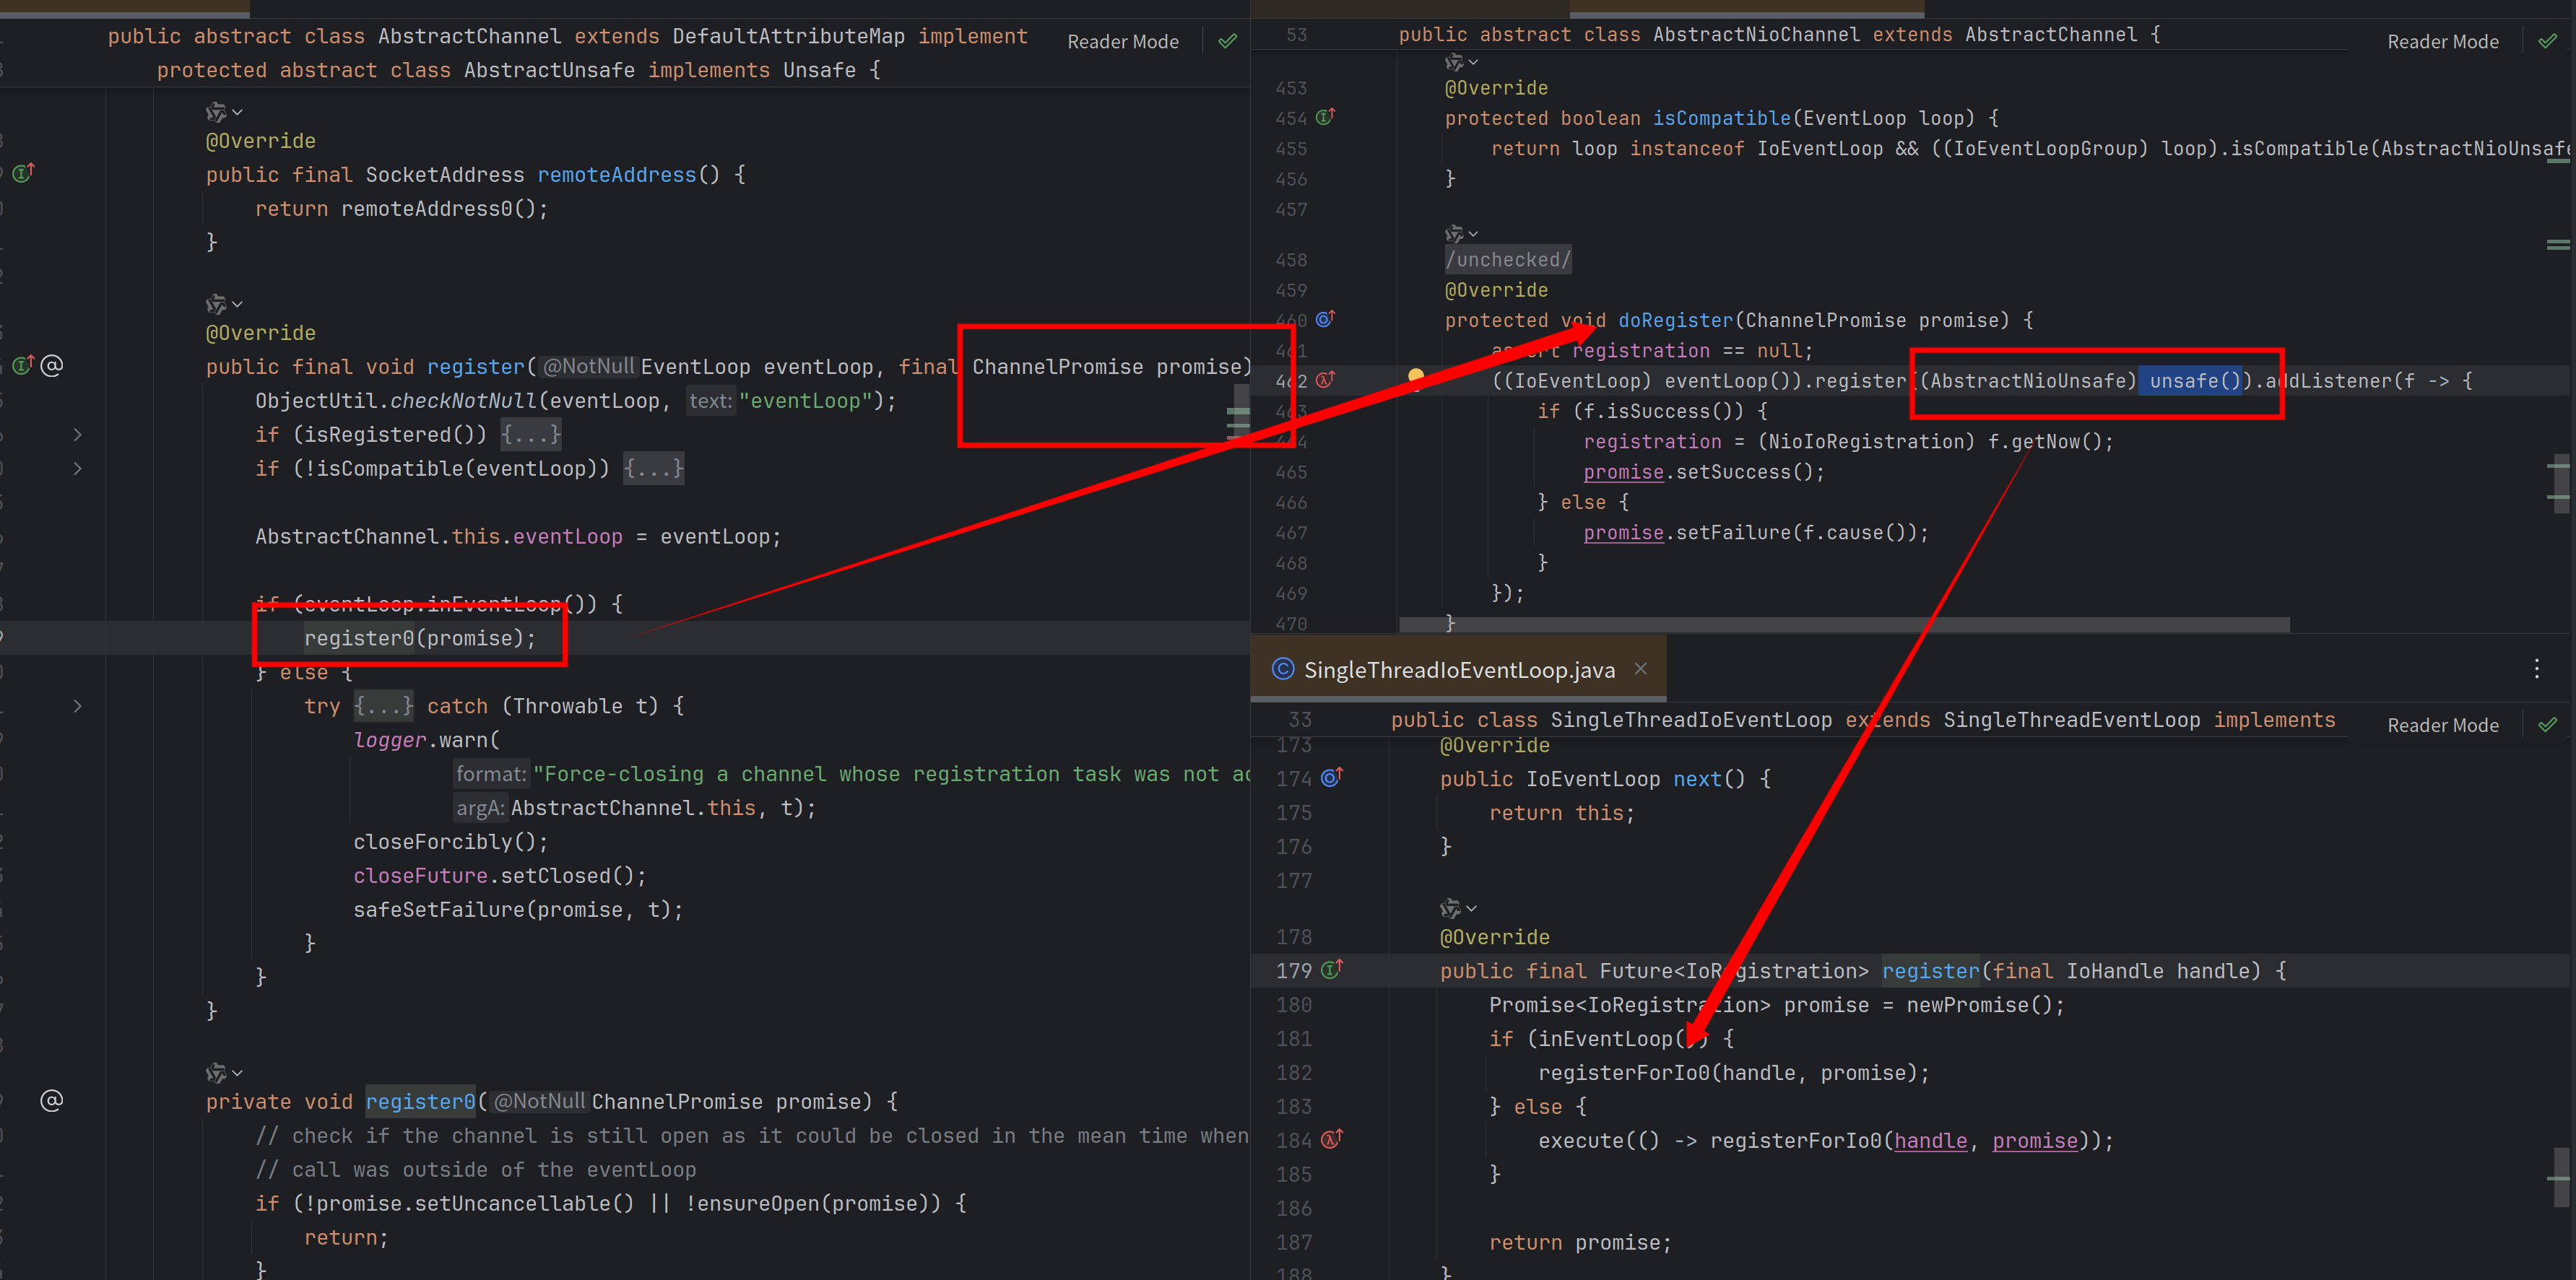 public abstract class AbstractChannel extends DefaultAttributeMap implement
Reader Mode
protected abstract class AbstractUnsafe implements Unsafe {
@Override
public final SocketAddress remoteAddress() {
return remoteAddress0();
}
@Override
public final void register( @NotNull EventLoop eventLoop, final ChannelPromise promise)
ObjectUtil.checkNotNull(eventLoop, text: "eventLoop");
if (isRegistered()) {...}
if (!isCompatible(eventLoop)) {...}
AbstractChannel.this.eventLoop = eventLoop;
if (eventLoop.inEventLoop()) {
register0(promise);
} else {
try {...} catch (Throwable t) {
logger.warn(
format: "Force-closing a channel whose registration task was not ac
argA: AbstractChannel.this, t);
closeForcibly();
closeFuture.setClosed();
safeSetFailure(promise, t);
}
}
}
private void register0( @NotNull ChannelPromise promise) {
// check if the channel is still open as it could be closed in the mean time when
// call was outside of the eventLoop
if (!promise.setUncancellable() || !ensureOpen(promise)) {
return;
}
53 public abstract class AbstractNioChannel extends AbstractChannel {
Reader Mode
453 @Override
454 protected boolean isCompatible(EventLoop loop) {
455 return loop instanceof IoEventLoop && ((IoEventLoopGroup) loop).isCompatible(AbstractNioUnsafe
456 }
457
458 /unchecked/
459 @Override
460 protected void doRegister(ChannelPromise promise) {
461 assert registration == null;
462 ((IoEventLoop) eventLoop()).register((AbstractNioUnsafe) unsafe()).addListener(f -> {
463 if (f.isSuccess()) {
464 registration = (NioIoRegistration) f.getNow();
465 promise.setSuccess();
466 } else {
467 promise.setFailure(f.cause());
468 }
469 });
470 }
SingleThreadIoEventLoop.java
33 public class SingleThreadIoEventLoop extends SingleThreadEventLoop implements
Reader Mode
173 @Override
174 public IoEventLoop next() {
175 return this;
176 }
177
178 @Override
179 public final Future<IoRegistration> register(final IoHandle handle) {
180 Promise<IoRegistration> promise = newPromise();
181 if (inEventLoop()) {
182 registerForIo0(handle, promise);
183 } else {
184 execute(() -> registerForIo0(handle, promise));
185 }
186
187 return promise;
188 }